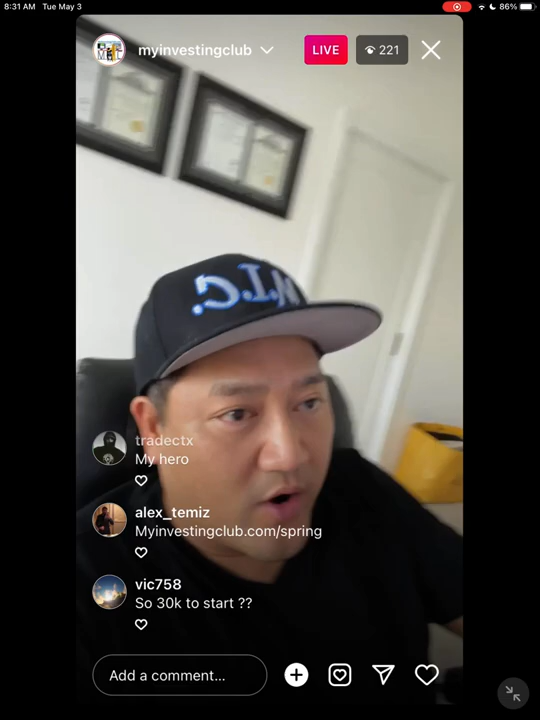 8:31 AM Tue May 3
86%
myinvestingclub
LIVE
221
M.I.C.
tradectx
My hero
alex_temiz
Myinvestingclub.com/spring
vic758
So 30k to start ??
Add a comment...